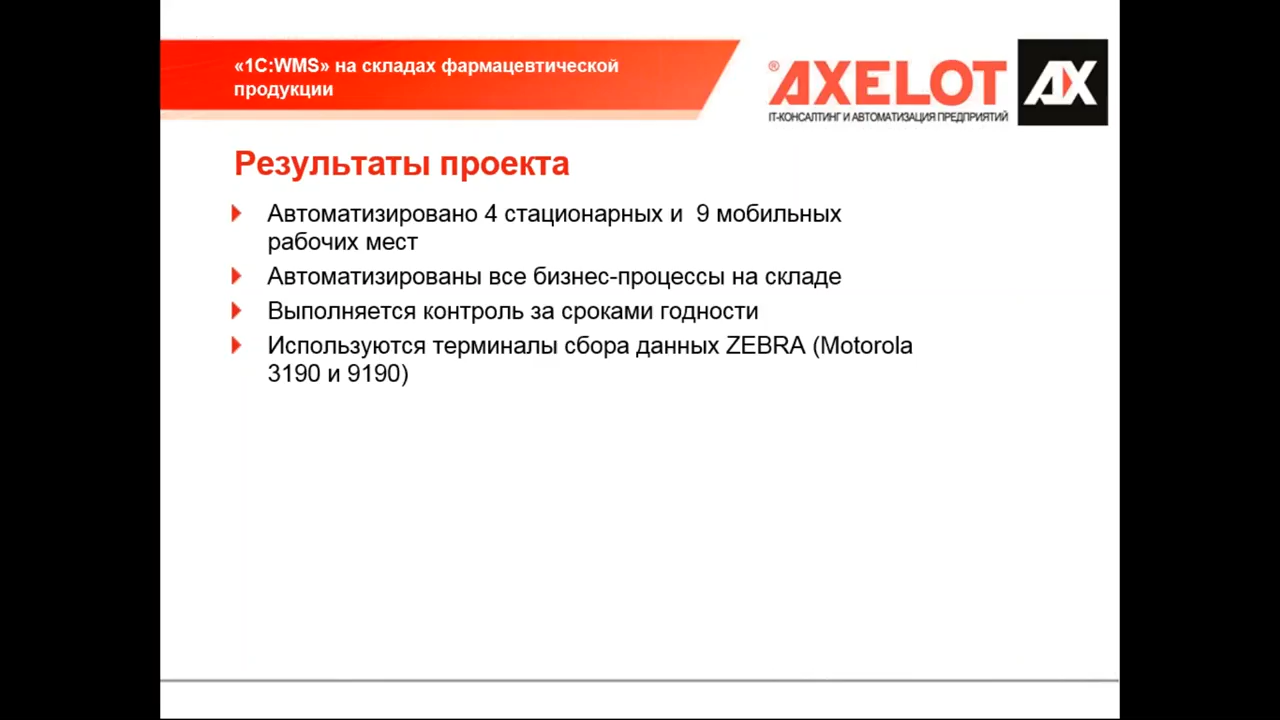 «1С:WMS» на складах фармацевтической
продукции
® AXELOT
IT-КОНСАЛТИНГ И АВТОМАТИЗАЦИЯ ПРЕДПРИЯТИЙ
AX
Результаты проекта
Автоматизировано 4 стационарных и 9 мобильных
рабочих мест
Автоматизированы все бизнес-процессы на складе
Выполняется контроль за сроками годности
Используются терминалы сбора данных ZEBRA (Motorola
3190 и 9190)